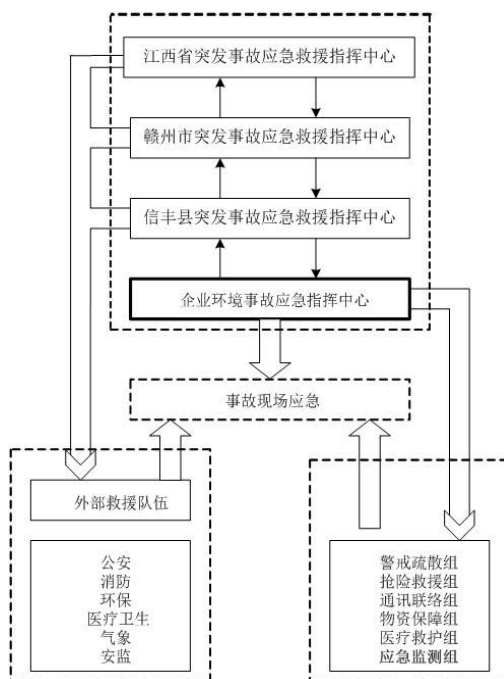 江西省突发事故应急救援指挥中心
赣州市突发事故应急救援指挥中心
信丰县突发事故应急救援指挥中心
企业环境事故应急指挥中心
事故现场应急
外部救援队伍
公安
消防
环保
医疗卫生
气象
安监
警戒疏散组
抢险救援组
通讯联络组
物资保障组
医疗救护组
应急监测组